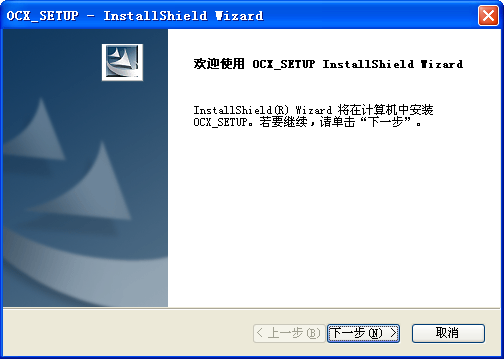 OCX_SETUP - InstallShield Wizard
欢迎使用 OCX_SETUP InstallShield Wizard
InstallShield(R) Wizard 将在计算机中安装
OCX_SETUP。若要继续，请单击“下一步”。
< 上一步(B)
下一步(N) >
取消